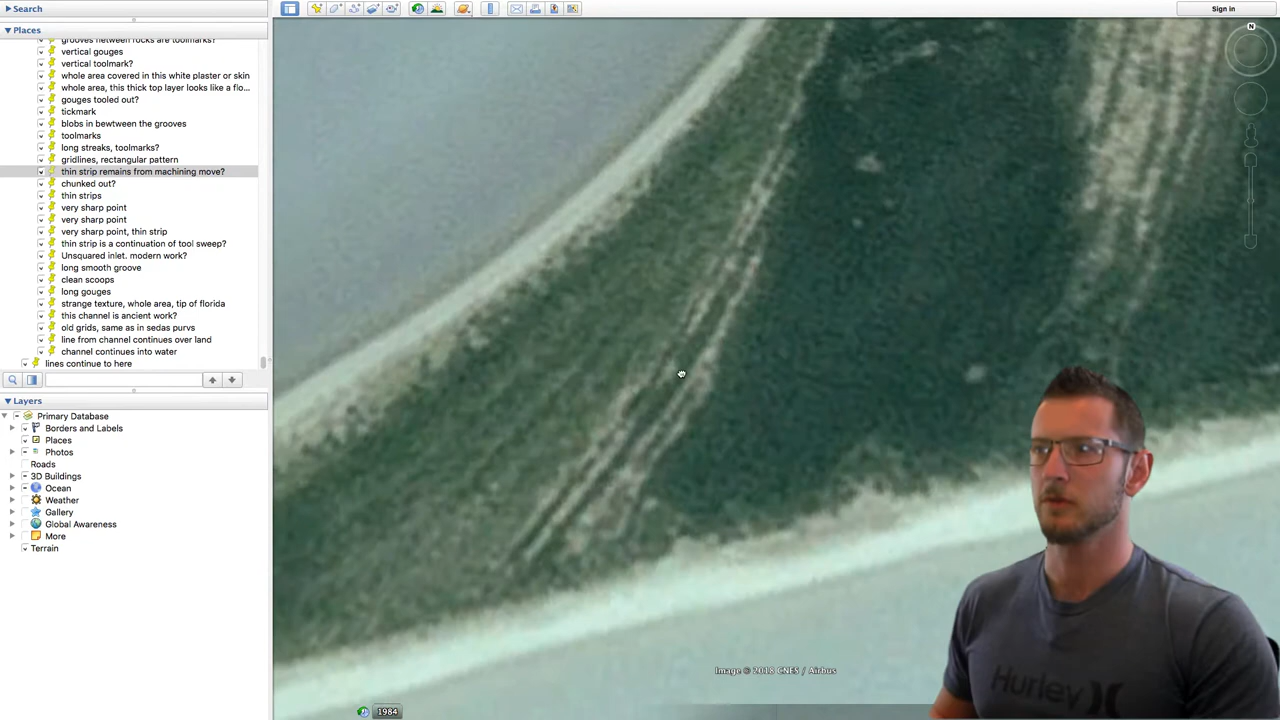 Search
Sign in
Places
grooves netween rocks are toolmarks?
vertical gouges
vertical toolmark?
whole area covered in this white plaster or skin
whole area, this thick top layer looks like a flo...
gouges tooled out?
tickmark
blobs in bewtween the grooves
toolmarks
long streaks, toolmarks?
gridlines, rectangular pattern
thin strip remains from machining move?
chunked out?
thin strips
very sharp point
very sharp point
very sharp point, thin strip
thin strip is a continuation of tool sweep?
Unsquared inlet. modern work?
long smooth groove
clean scoops
long gouges
strange texture, whole area, tip of florida
this channel is ancient work?
old grids, same as in sedas purvs
line from channel continues over land
channel continues into water
lines continue to here
Layers
Primary Database
Borders and Labels
Places
Photos
Roads
3D Buildings
Ocean
Weather
Gallery
Global Awareness
More
Terrain
N
Image © 2018 CNES / Airbus
1984
Hurley